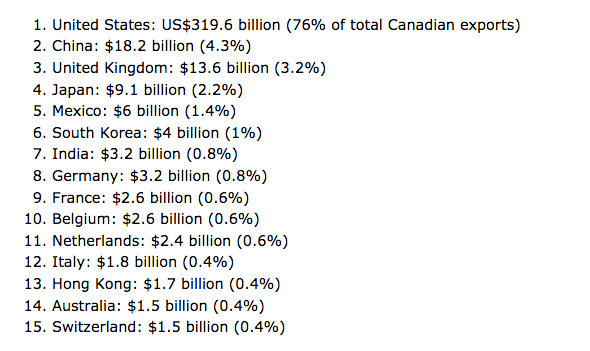 1. United States: US$319.6 billion (76% of total Canadian exports)
2. China: $18.2 billion (4.3%)
3. United Kingdom: $13.6 billion (3.2%)
4. Japan: $9.1 billion (2.2%)
5. Mexico: $6 billion (1.4%)
6. South Korea: $4 billion (1%)
7. India: $3.2 billion (0.8%)
8. Germany: $3.2 billion (0.8%)
9. France: $2.6 billion (0.6%)
10. Belgium: $2.6 billion (0.6%)
11. Netherlands: $2.4 billion (0.6%)
12. Italy: $1.8 billion (0.4%)
13. Hong Kong: $1.7 billion (0.4%)
14. Australia: $1.5 billion (0.4%)
15. Switzerland: $1.5 billion (0.4%)